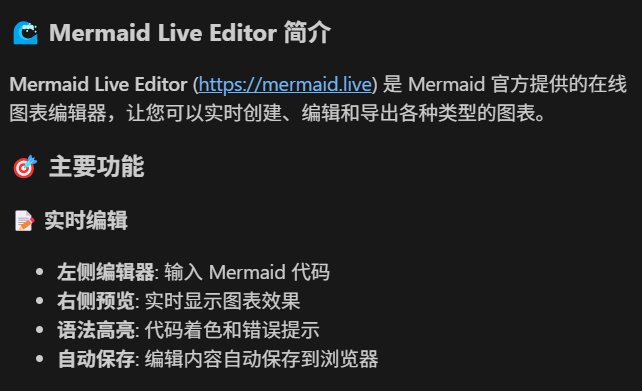 Mermaid Live Editor 简介
Mermaid Live Editor (https://mermaid.live) 是 Mermaid 官方提供的在线
图表编辑器，让您可以实时创建、编辑和导出各种类型的图表。
主要功能
实时编辑
• 左侧编辑器: 输入 Mermaid 代码
• 右侧预览: 实时显示图表效果
• 语法高亮: 代码着色和错误提示
• 自动保存: 编辑内容自动保存到浏览器